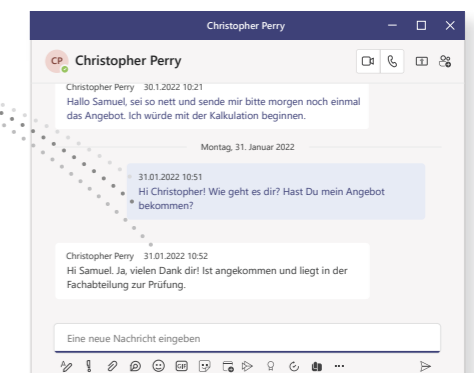 Christopher Perry
CP
Christopher Perry
Christopher Perry 30.1.2022 10:21
Hallo Samuel, sei so nett und sende mir bitte morgen noch einmal
das Angebot. Ich würde mit der Kalkulation beginnen.
Montag, 31. Januar 2022
31.01.2022 10:51
Hi Christopher! Wie geht es dir? Hast Du mein Angebot
bekommen?
Christopher Perry 31.01.2022 10:52
Hi Samuel. Ja, vielen Dank dir! Ist angekommen und liegt in der
Fachabteilung zur Prüfung.
Eine neue Nachricht eingeben
GIF